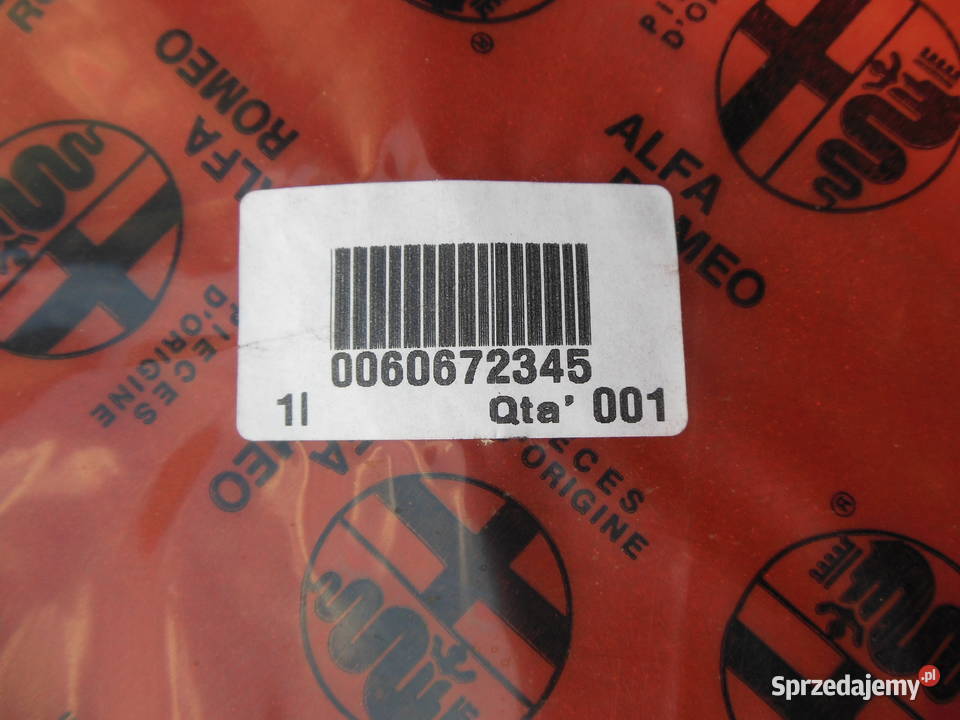 ROMEO
ALFA
PIECES
D'ORIGINE
®
ALFA
ROMEO
0060672345
1I
Qta' 001
PIECES
D'ORIGINE
®
Sprzedajemy.pl